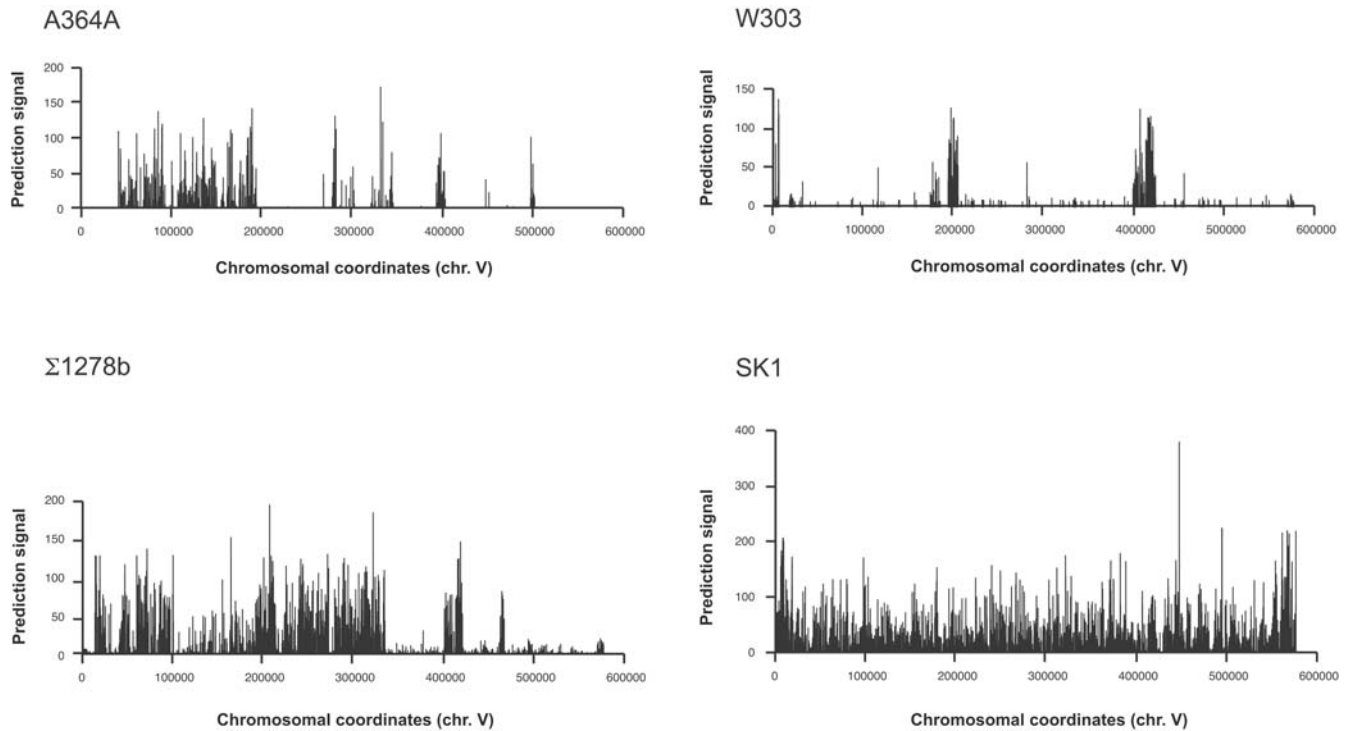 A364A
200
150
100
50
0
Prediction signal
0 100000 200000 300000 400000 500000 600000
Chromosomal coordinates (chr. V)
W303
150
100
50
0
Prediction signal
0 100000 200000 300000 400000 500000 600000
Chromosomal coordinates (chr. V)
Σ1278b
200
150
100
50
0
Prediction signal
0 100000 200000 300000 400000 500000 600000
Chromosomal coordinates (chr. V)
SK1
400
300
200
100
0
Prediction signal
0 100000 200000 300000 400000 500000 600000
Chromosomal coordinates (chr. V)